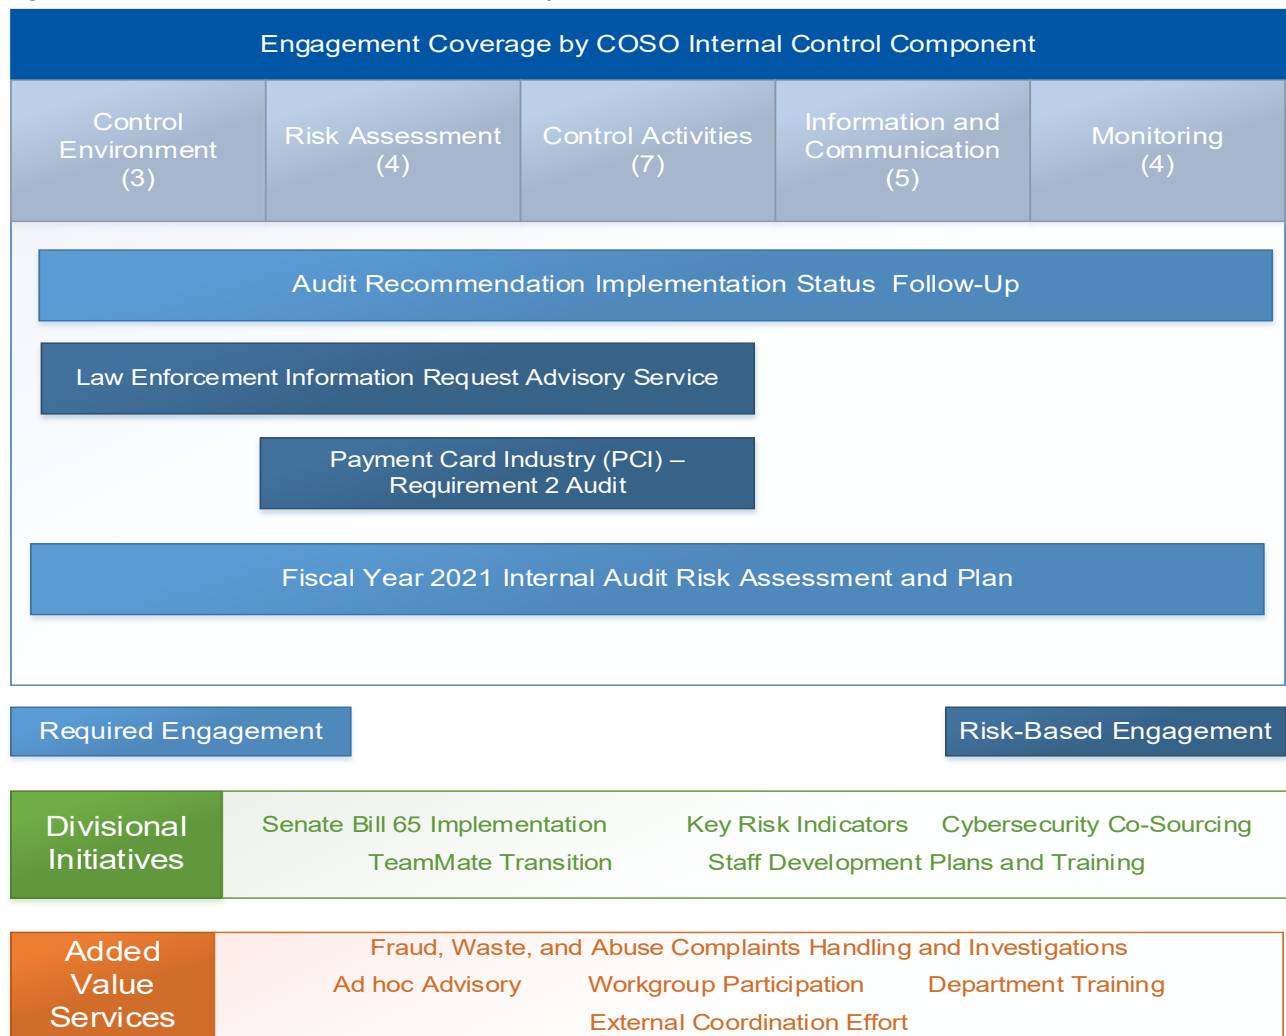 Engagement Coverage by COSO Internal Control Component
Control
Environment
(3)
Risk Assessment
(4)
Control Activities
(7)
Information and
Communication
(5)
Monitoring
(4)
Audit Recommendation Implementation Status  Follow-Up
Law Enforcement Information Request Advisory Service
Payment Card Industry (PCI) –
Requirement 2 Audit
Fiscal Year 2021 Internal Audit Risk Assessment and Plan
Required Engagement
Risk-Based Engagement
Divisional
Initiatives
Senate Bill 65 Implementation Key Risk Indicators Cybersecurity Co-Sourcing
TeamMate Transition Staff Development Plans and Training
Added
Value
Services
Fraud, Waste, and Abuse Complaints Handling and Investigations
Ad hoc Advisory Workgroup Participation Department Training
External Coordination Effort